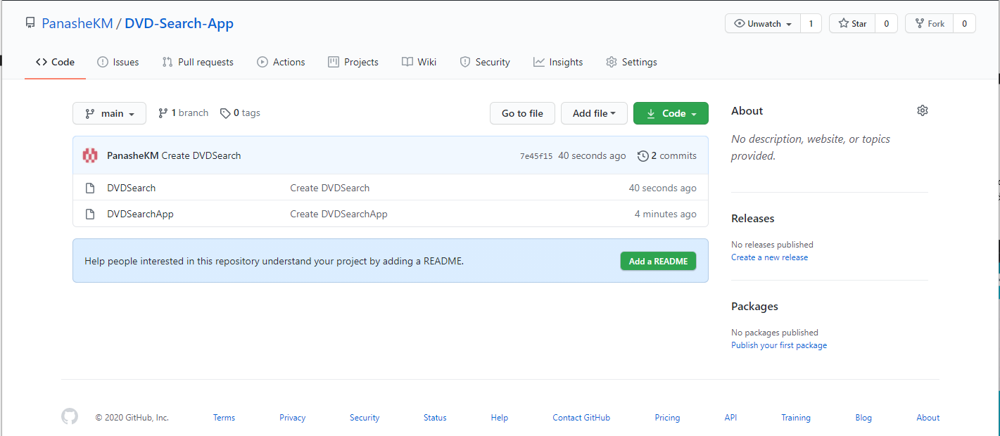 PanasheKM / DVD-Search-App
Unwatch 1 Star 0 Fork 0
Code Issues Pull requests Actions Projects Wiki Security Insights Settings
main 1 branch 0 tags Go to file Add file Code
PanasheKM Create DVDSearch 7e45f15 40 seconds ago 2 commits
DVDSearch Create DVDSearch 40 seconds ago
DVDSearchApp Create DVDSearchApp 4 minutes ago
Help people interested in this repository understand your project by adding a README. Add a README
About
No description, website, or topics
provided.
Releases
No releases published
Create a new release
Packages
No packages published
Publish your first package
© 2020 GitHub, Inc. Terms Privacy Security Status Help Contact GitHub Pricing API Training Blog About